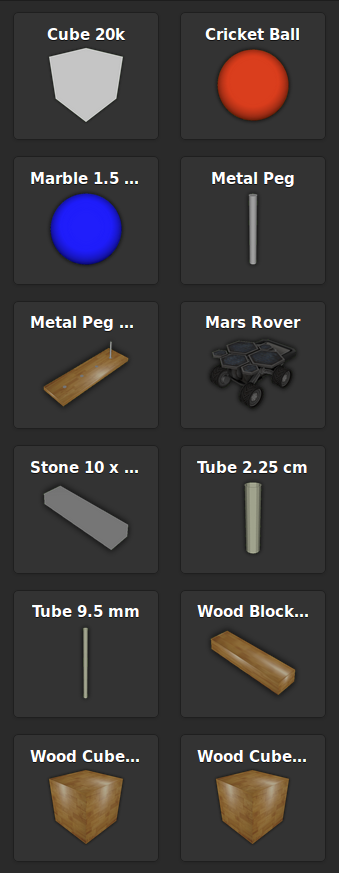 Cube 20k
Cricket Ball
Marble 1.5 ...
Metal Peg
Metal Peg ...
Mars Rover
Stone 10 x ...
Tube 2.25 cm
Tube 9.5 mm
Wood Block...
Wood Cube...
Wood Cube...